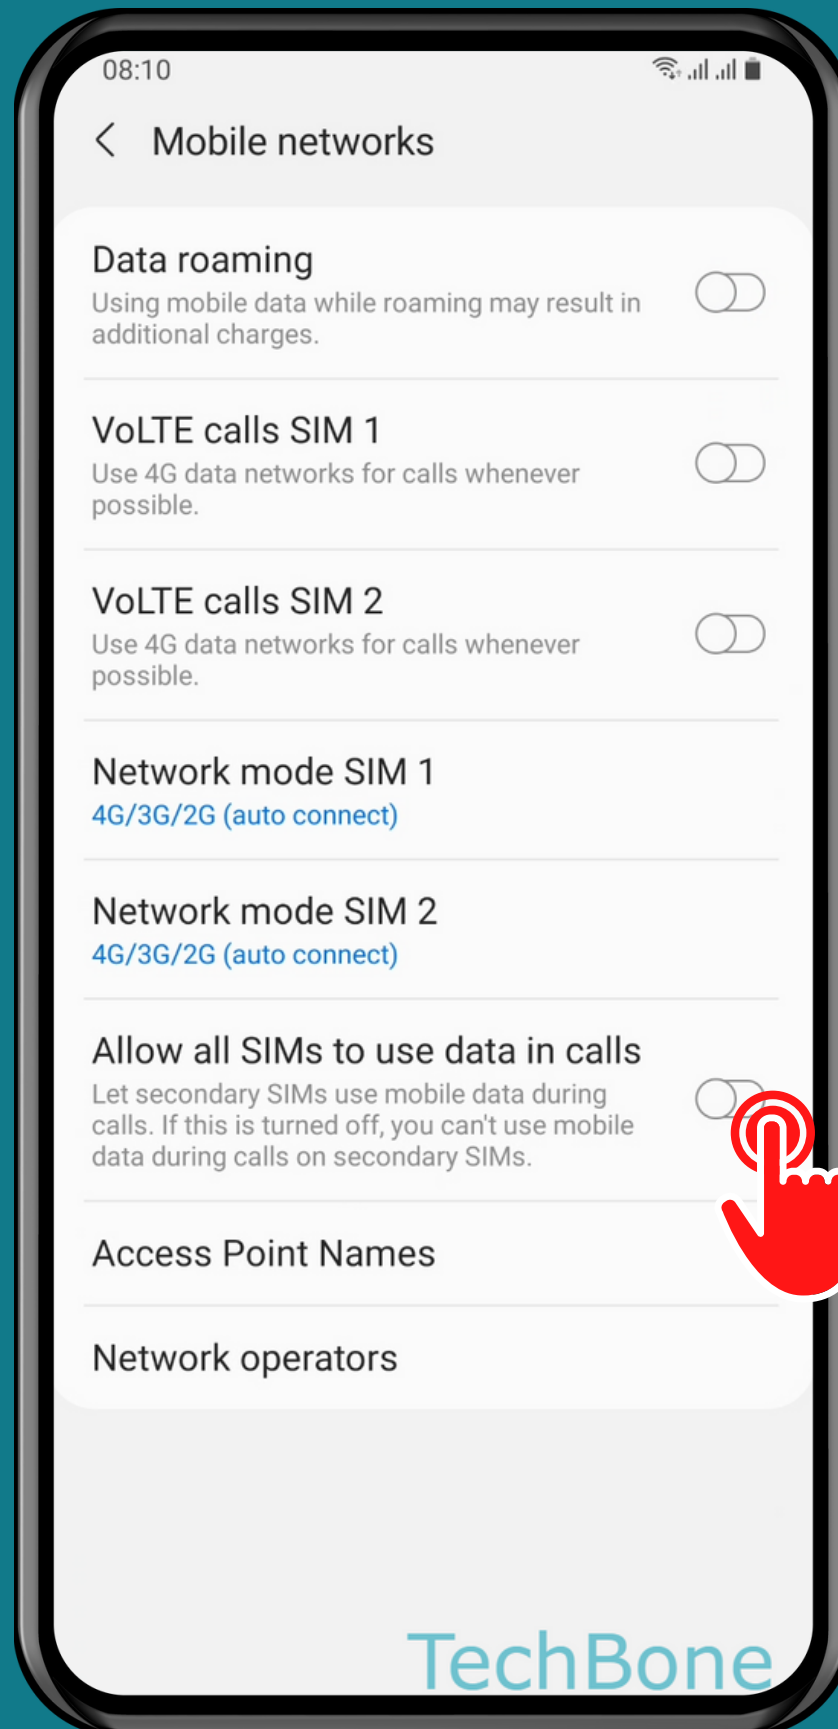 08:10
Mobile networks
Data roaming
Using mobile data while roaming may result in
additional charges.
VoLTE calls SIM 1
Use 4G data networks for calls whenever
possible.
VoLTE calls SIM 2
Use 4G data networks for calls whenever
possible.
Network mode SIM 1
4G/3G/2G (auto connect)
Network mode SIM 2
4G/3G/2G (auto connect)
Allow all SIMs to use data in calls
Let secondary SIMs use mobile data during
calls. If this is turned off, you can't use mobile
data during calls on secondary SIMs.
Access Point Names
Network operators
TechBone